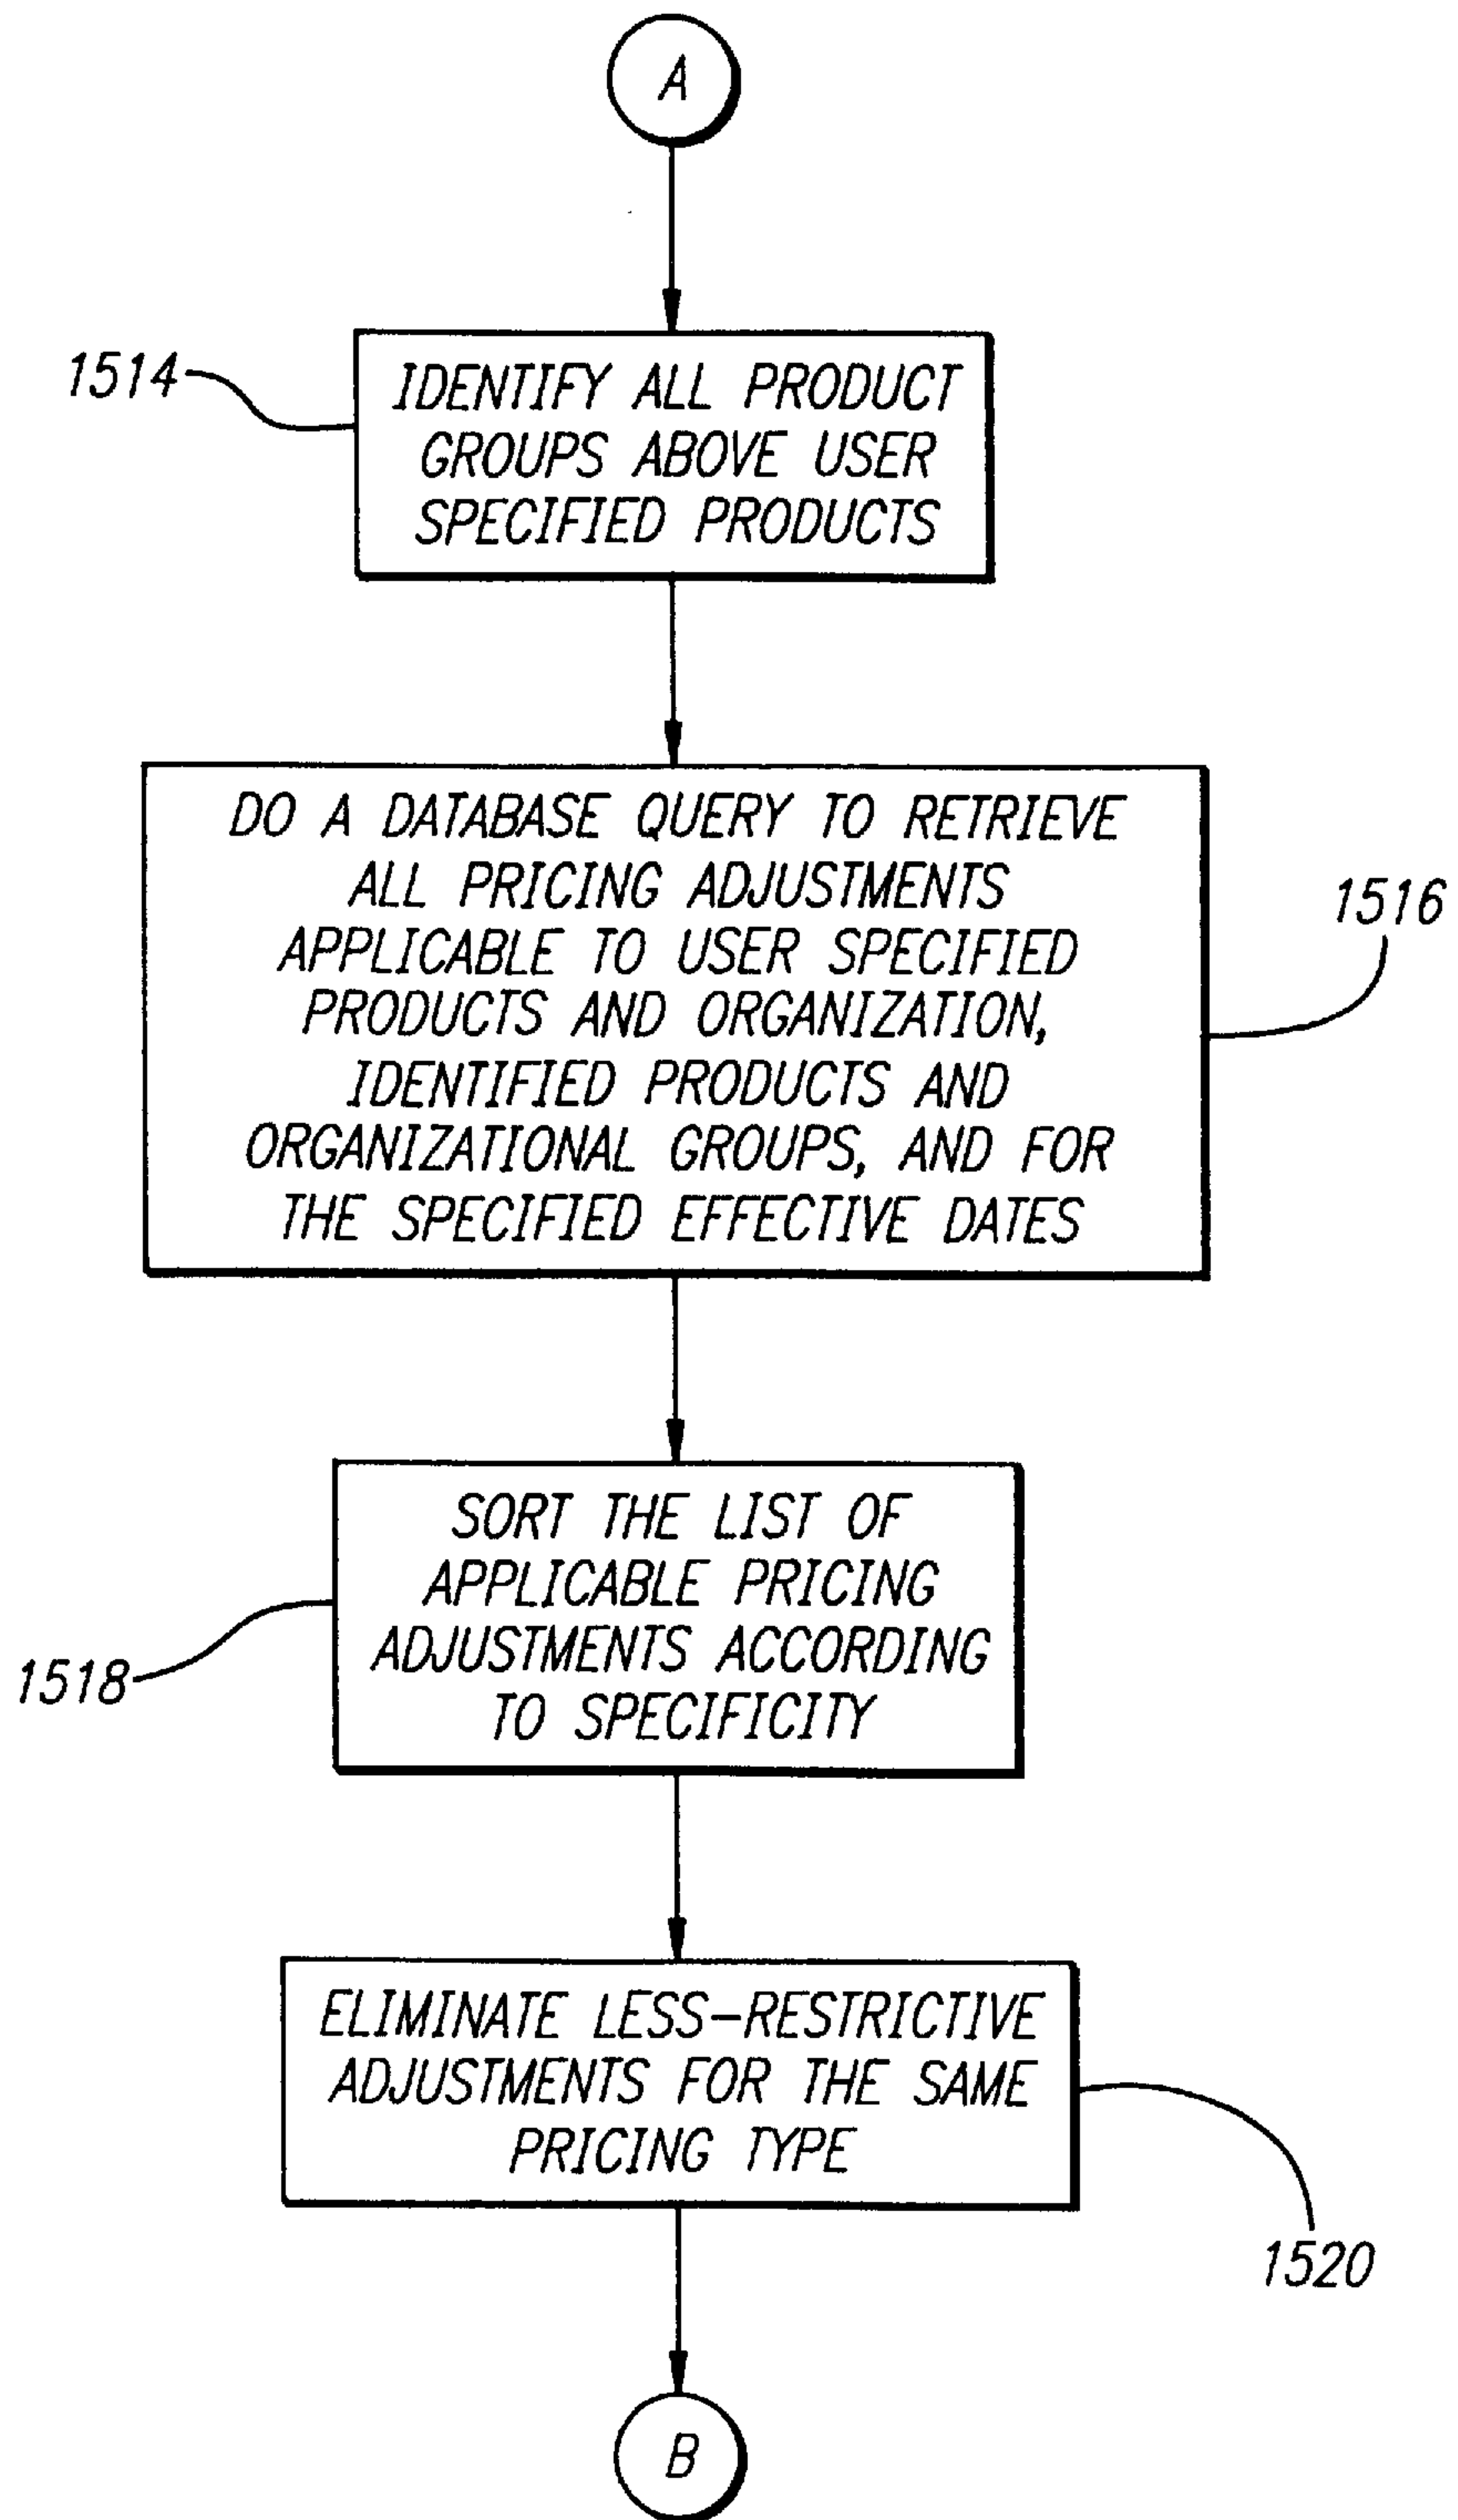 A
1514
IDENTIFY ALL PRODUCT
GROUPS ABOVE USER
SPECIFIED PRODUCTS
DO A DATABASE QUERY TO RETRIEVE
ALL PRICING ADJUSTMENTS
APPLICABLE TO USER SPECIFIED
PRODUCTS AND ORGANIZATION,
IDENTIFIED PRODUCTS AND
ORGANIZATIONAL GROUPS, AND FOR
THE SPECIFIED EFFECTIVE DATES
1516
SORT THE LIST OF
APPLICABLE PRICING
ADJUSTMENTS ACCORDING
TO SPECIFICITY
1518
ELIMINATE LESS-RESTRICTIVE
ADJUSTMENTS FOR THE SAME
PRICING TYPE
1520
B